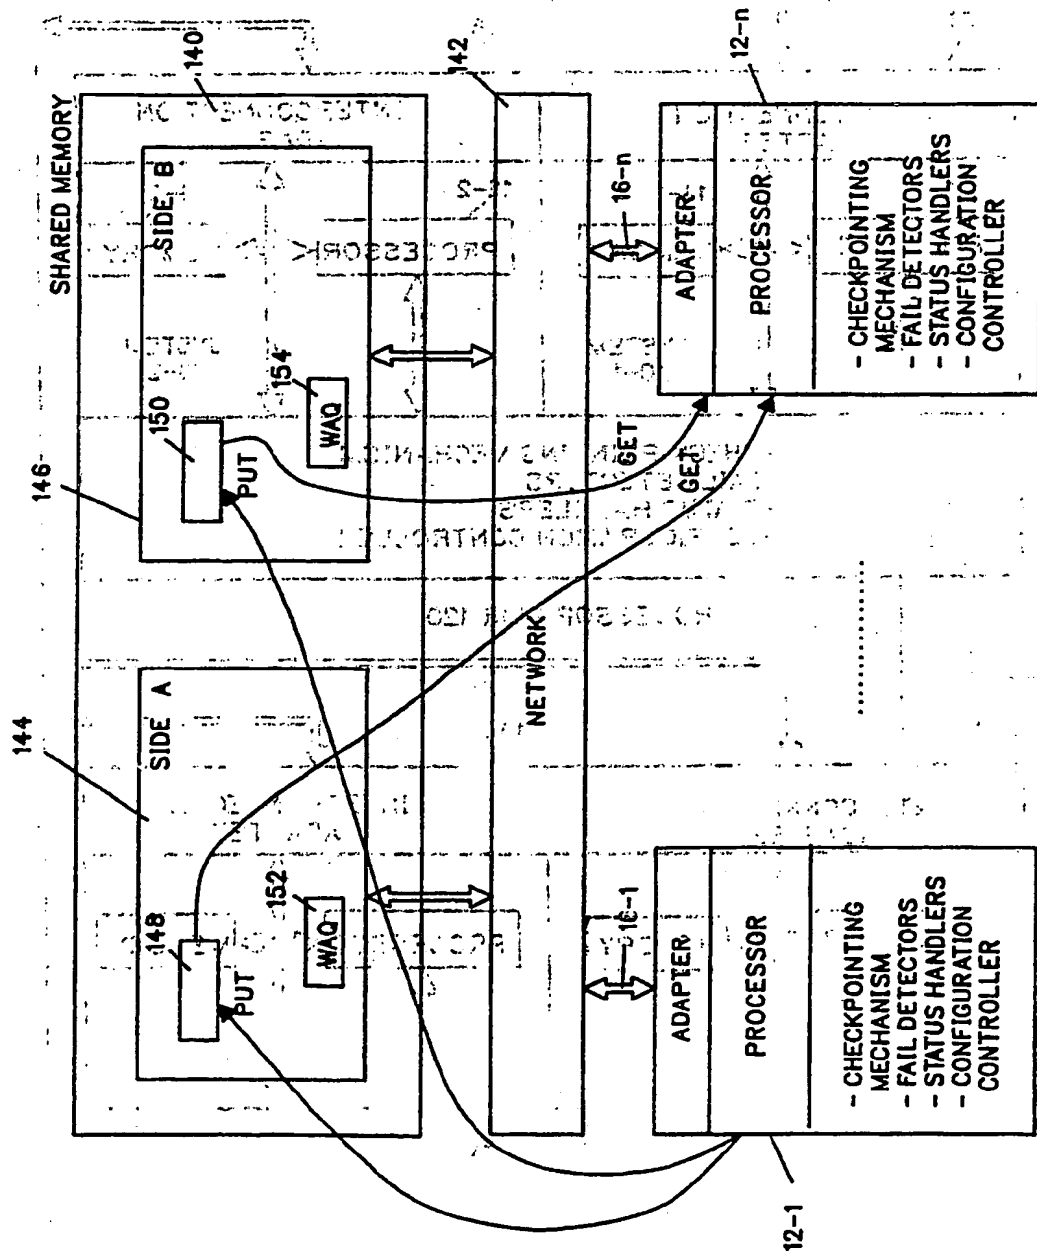 SHARED MEMORY
140
144
146
SIDE A
SIDE B
148
150
PUT
PUT
152
154
WAQ
WAQ
142
NETWORK
GET
GET
16-1
16-n
ADAPTER
PROCESSOR
- CHECKPOINTING
MECHANISM
- FAIL DETECTORS
- STATUS HANDLERS
- CONFIGURATION
CONTROLLER
12-1
ADAPTER
PROCESSOR
- CHECKPOINTING
MECHANISM
- FAIL DETECTORS
- STATUS HANDLERS
- CONFIGURATION
CONTROLLER
12-n